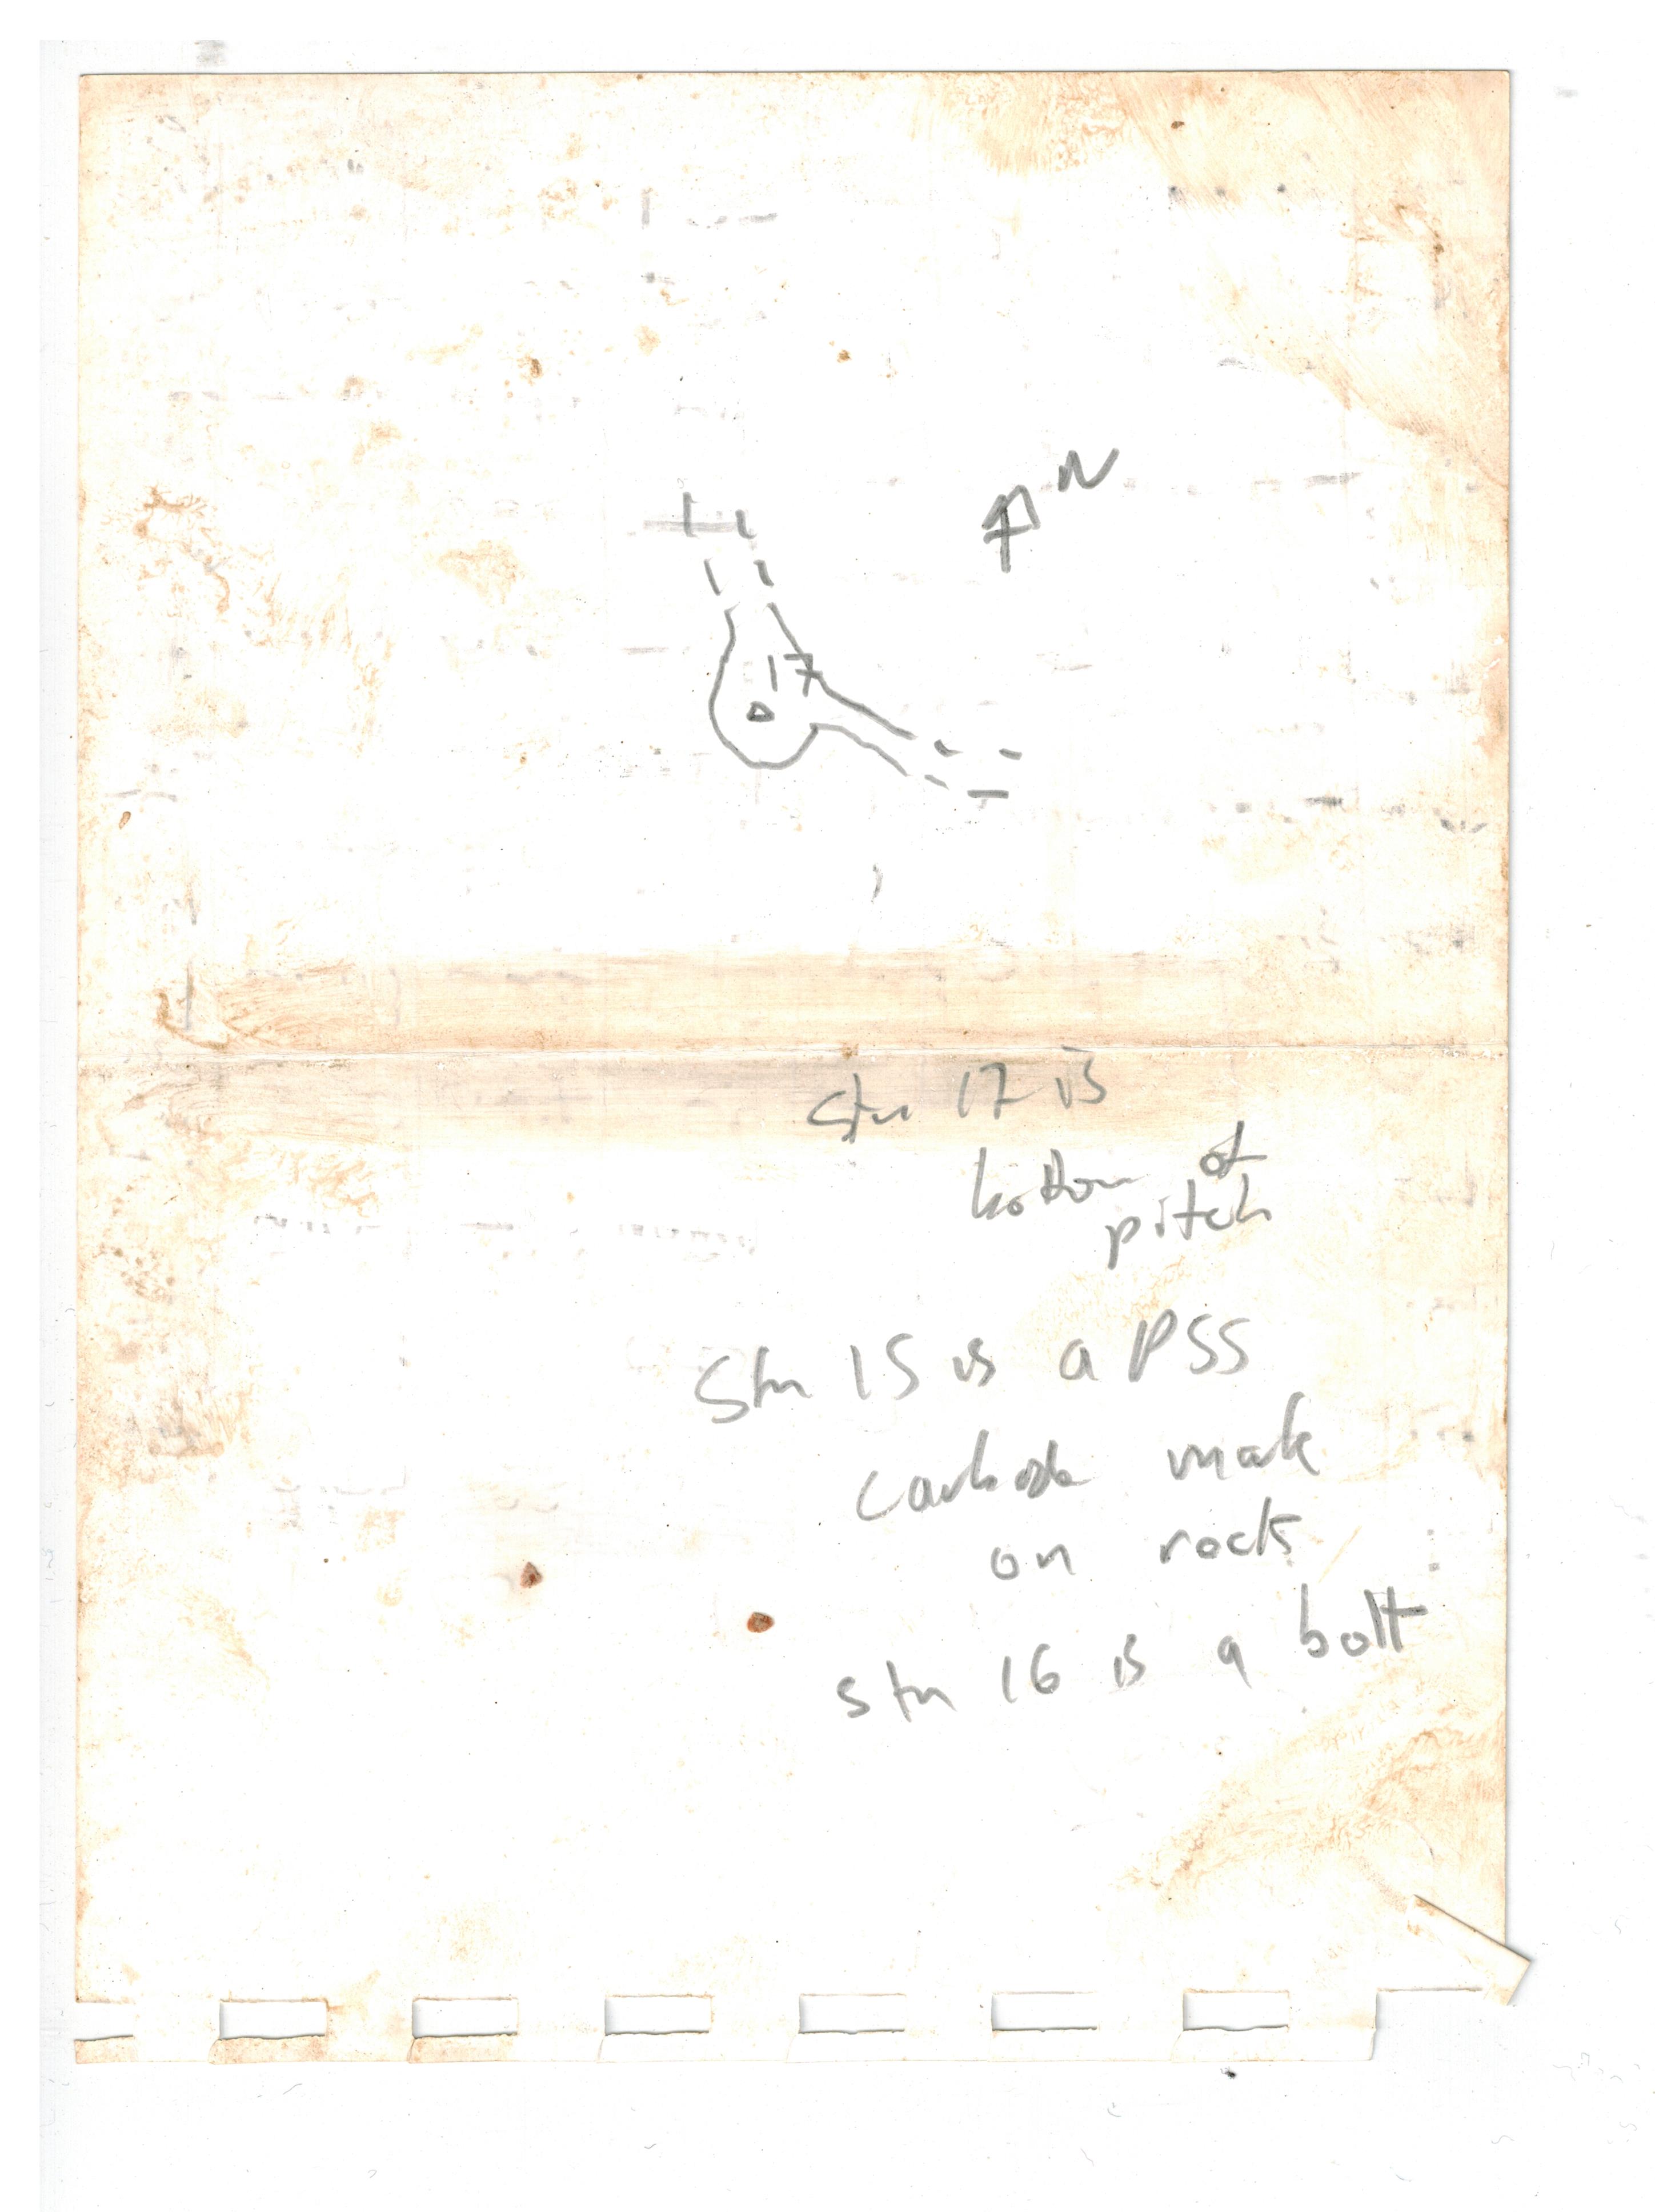 N
17
Stn 17 is
bottom of
pitch
Stn 15 is a PSS
carbide mark
on rock
stn 16 is a bolt